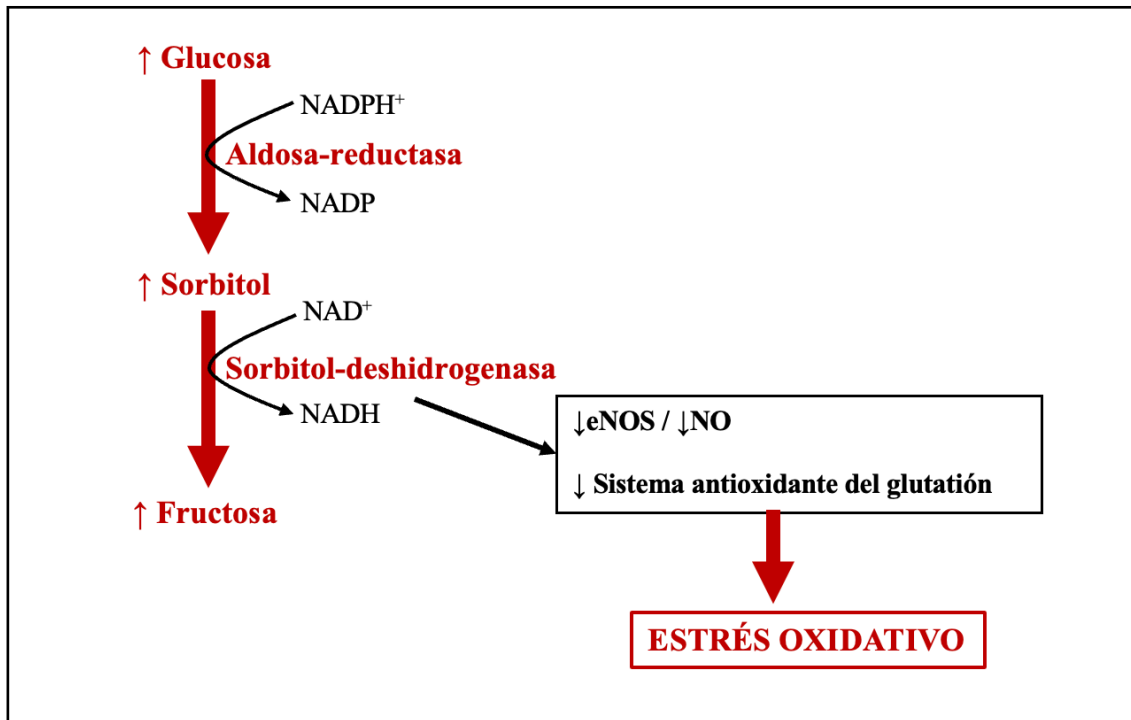 ↑ Glucosa
NADPH⁺
Aldosa-reductasa
NADP
↑ Sorbitol
NAD⁺
Sorbitol-deshidrogenasa
NADH
↑ Fructosa
↓eNOS / ↓NO
↓ Sistema antioxidante del glutatión
ESTRÉS OXIDATIVO